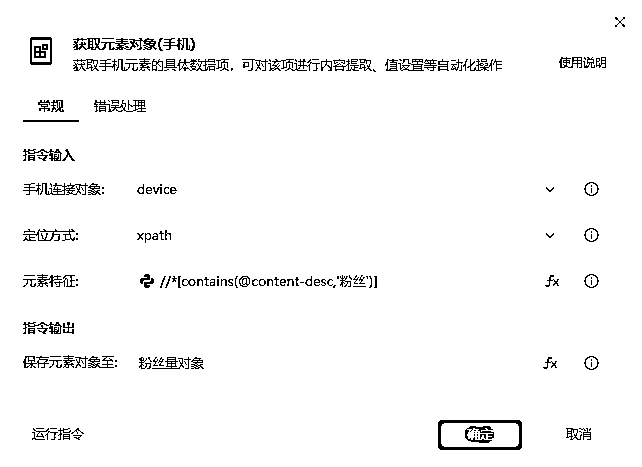 获取元素对象(手机)
获取手机元素的具体数据项，可对该项进行内容提取、值设置等自动化操作
使用说明
常规 错误处理
指令输入
手机连接对象: device
定位方式: xpath
元素特征: //*[contains(@content-desc,'粉丝')] fx
指令输出
保存元素对象至: 粉丝量对象 fx
运行指令 确定 取消